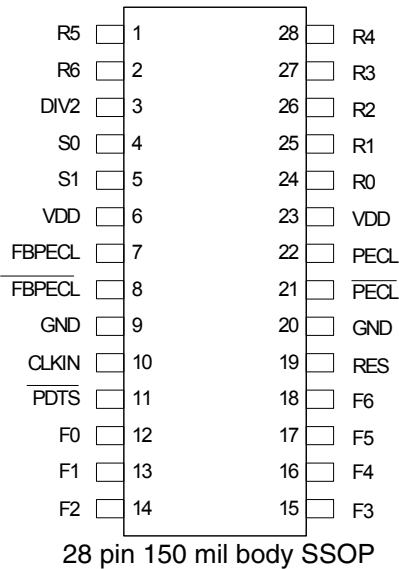 R5 1 28 R4
R6 2 27 R3
DIV2 3 26 R2
S0 4 25 R1
S1 5 24 R0
VDD 6 23 VDD
FBPECL 7 22 PECL
F̅B̅P̅E̅C̅L̅ 8 21 P̅E̅C̅L̅
GND 9 20 GND
CLKIN 10 19 RES
P̅D̅T̅S̅ 11 18 F6
F0 12 17 F5
F1 13 16 F4
F2 14 15 F3
28 pin 150 mil body SSOP